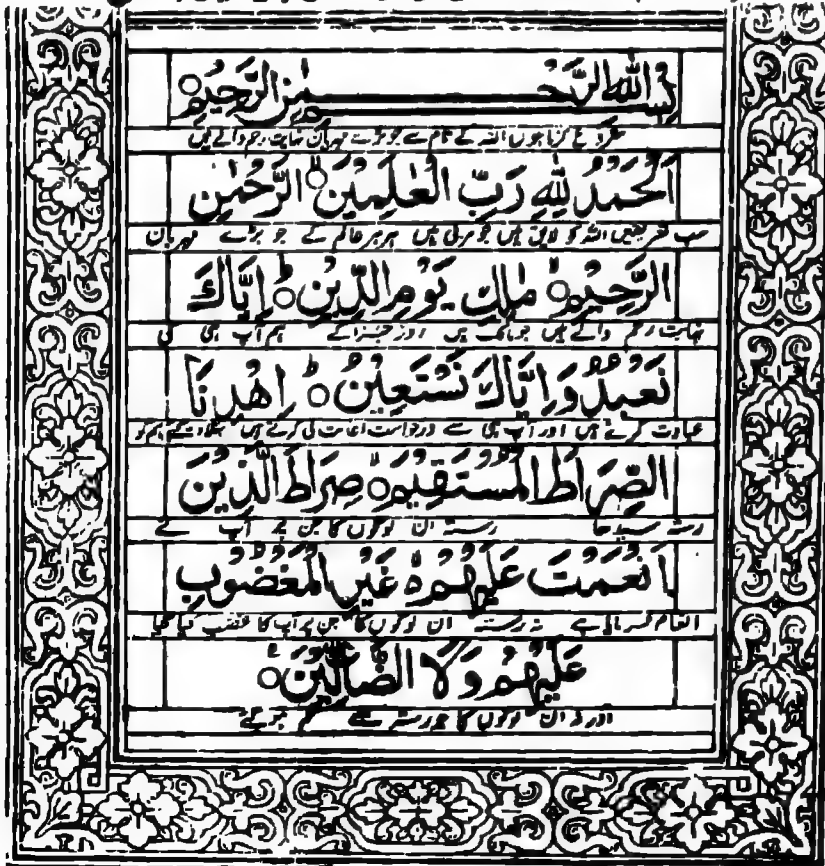 بِسْمِ اللهِ الرَّحْمٰنِ الرَّحِيْمِ
شروع کرتا ہوں اللہ کے نام سے جو بڑے مہربان نہایت رحم والے ہیں
اَلْحَمْدُ لِلّٰهِ رَبِّ الْعٰلَمِيْنَ الرَّحْمٰنِ
سب تعریفیں اللہ کو لائق ہیں جو مربی ہیں ہر ہر عالم کے جو بڑے مہربان
الرَّحِيْمِ مٰلِكِ يَوْمِ الدِّيْنِ اِيَّاكَ
نہایت رحم والے ہیں جو مالک ہیں روز جزا کے ہم آپ ہی کی
نَعْبُدُ وَاِيَّاكَ نَسْتَعِيْنُ اِهْدِنَا
عبادت کرتے ہیں اور آپ ہی سے درخواست اعانت کی کرتے ہیں بتلا دیجئے ہم کو
الصِّرَاطَ الْمُسْتَقِيْمَ صِرَاطَ الَّذِيْنَ
رستہ سیدھا رستہ ان لوگوں کا جن پر آپ نے
اَنْعَمْتَ عَلَيْهِمْ غَيْرِ الْمَغْضُوْبِ
انعام فرمایا ہے نہ رستہ ان لوگوں کا جن پر آپ کا غضب کیا گیا
عَلَيْهِمْ وَلَا الضَّآلِّيْنَ
اور نہ ان لوگوں کا جو رستہ سے گم ہو گئے